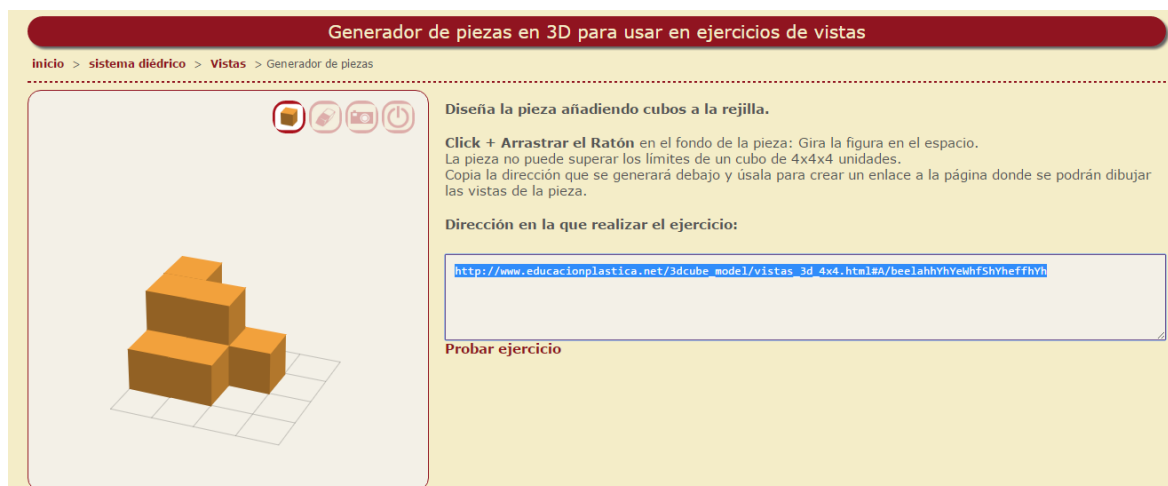 Generador de piezas en 3D para usar en ejercicios de vistas
inicio > sistema diédrico > Vistas > Generador de piezas
Diseña la pieza añadiendo cubos a la rejilla.
Click + Arrastrar el Ratón en el fondo de la pieza: Gira la figura en el espacio.
La pieza no puede superar los límites de un cubo de 4x4x4 unidades.
Copia la dirección que se generará debajo y úsala para crear un enlace a la página donde se podrán dibujar
las vistas de la pieza.
Dirección en la que realizar el ejercicio:
http://www.educacionplastica.net/3dcube_model/vistas_3d_4x4.html#A/beelahhYhYeWhfShYheffhYh
Probar ejercicio